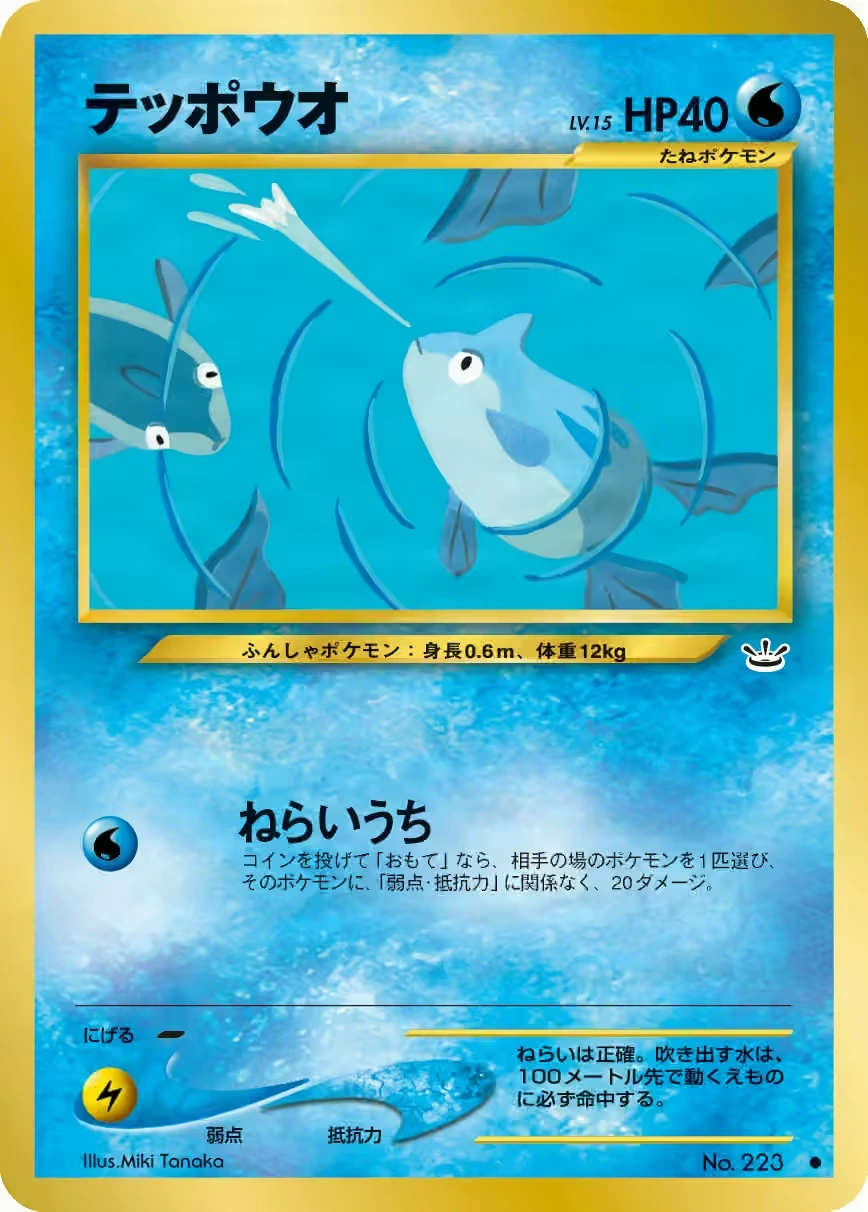 テッポウオ
LV.15 HP40
たねポケモン
ふんしゃポケモン：身長0.6m、体重12kg
ねらいうち
コインを投げて「おもて」なら、相手の場のポケモンを1匹選び、
そのポケモンに、「弱点・抵抗力」に関係なく、20ダメージ。
にげる
ねらいは正確。吹き出す水は、
100メートル先で動くえもの
に必ず命中する。
弱点
抵抗力
Illus.Miki Tanaka
No. 223